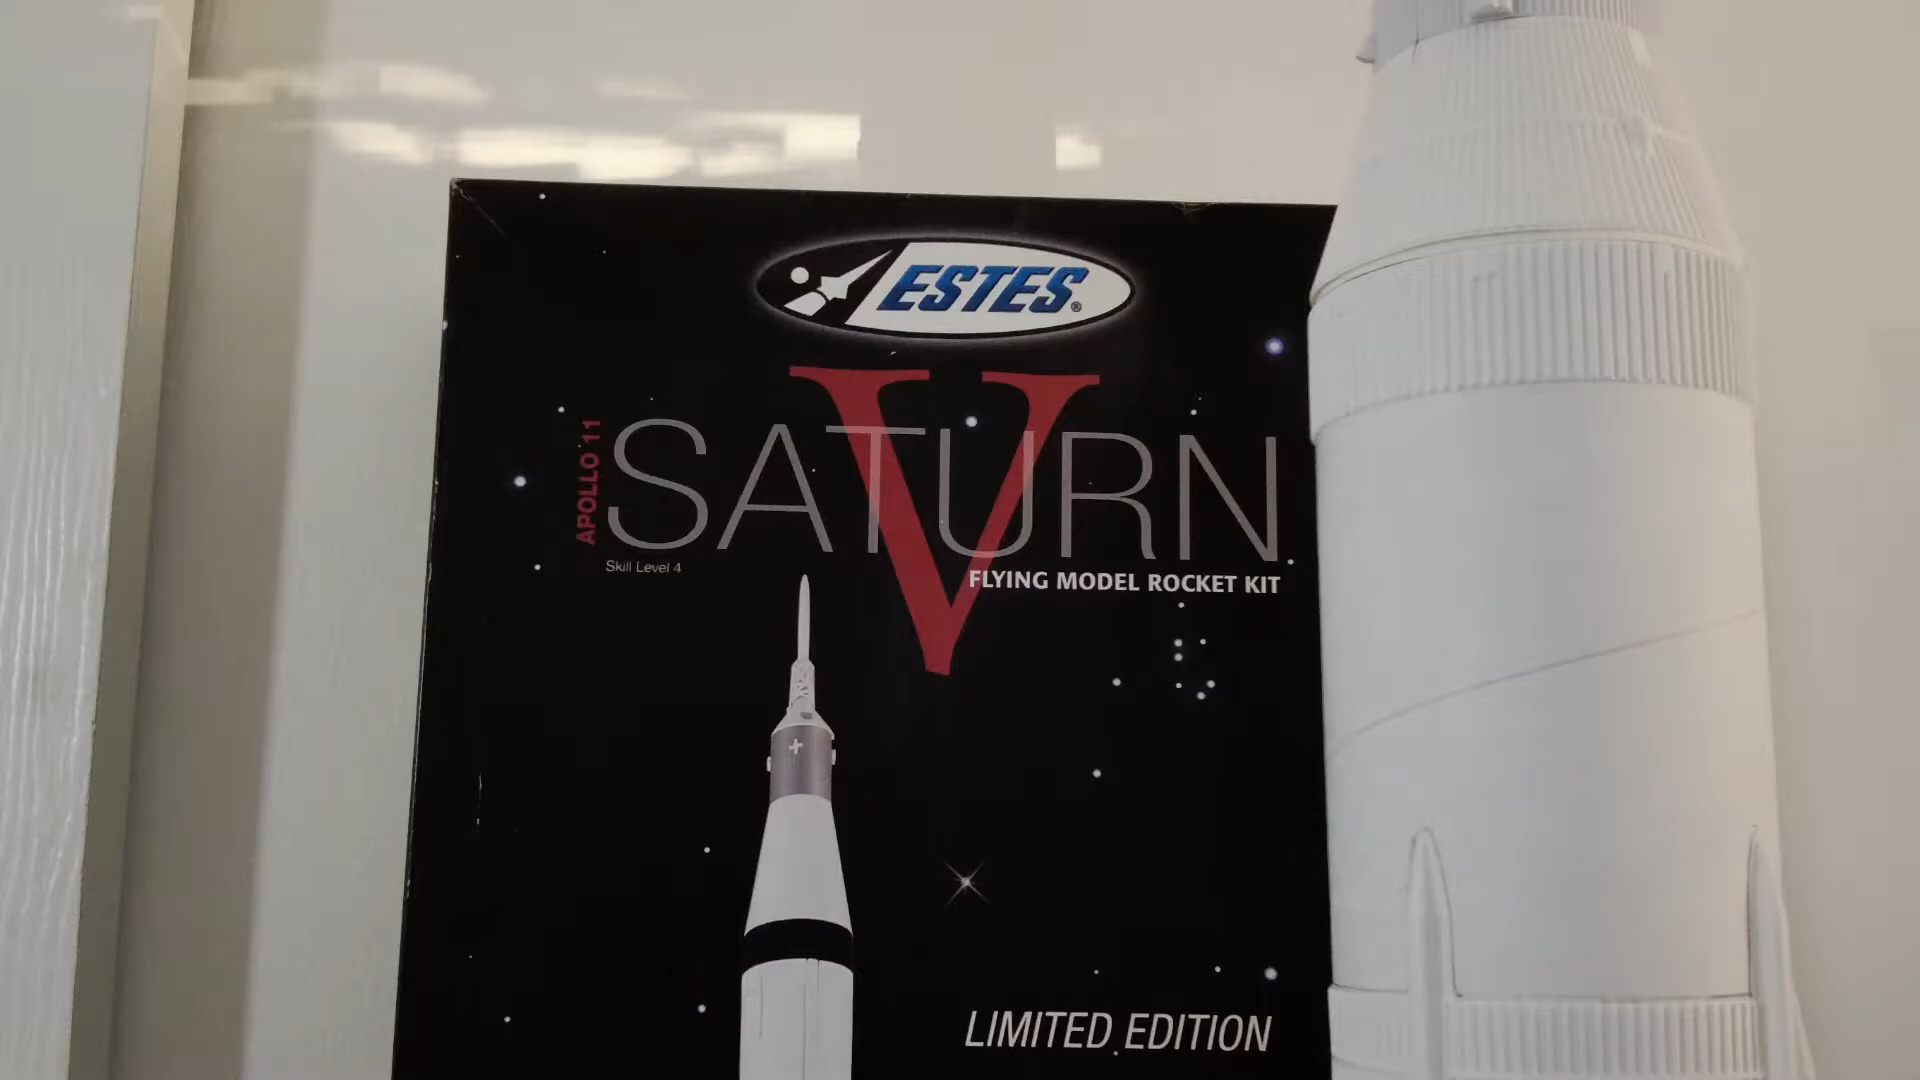 ESTES®
V
APOLLO 11
SATURN
Skill Level 4
FLYING MODEL ROCKET KIT
LIMITED EDITION